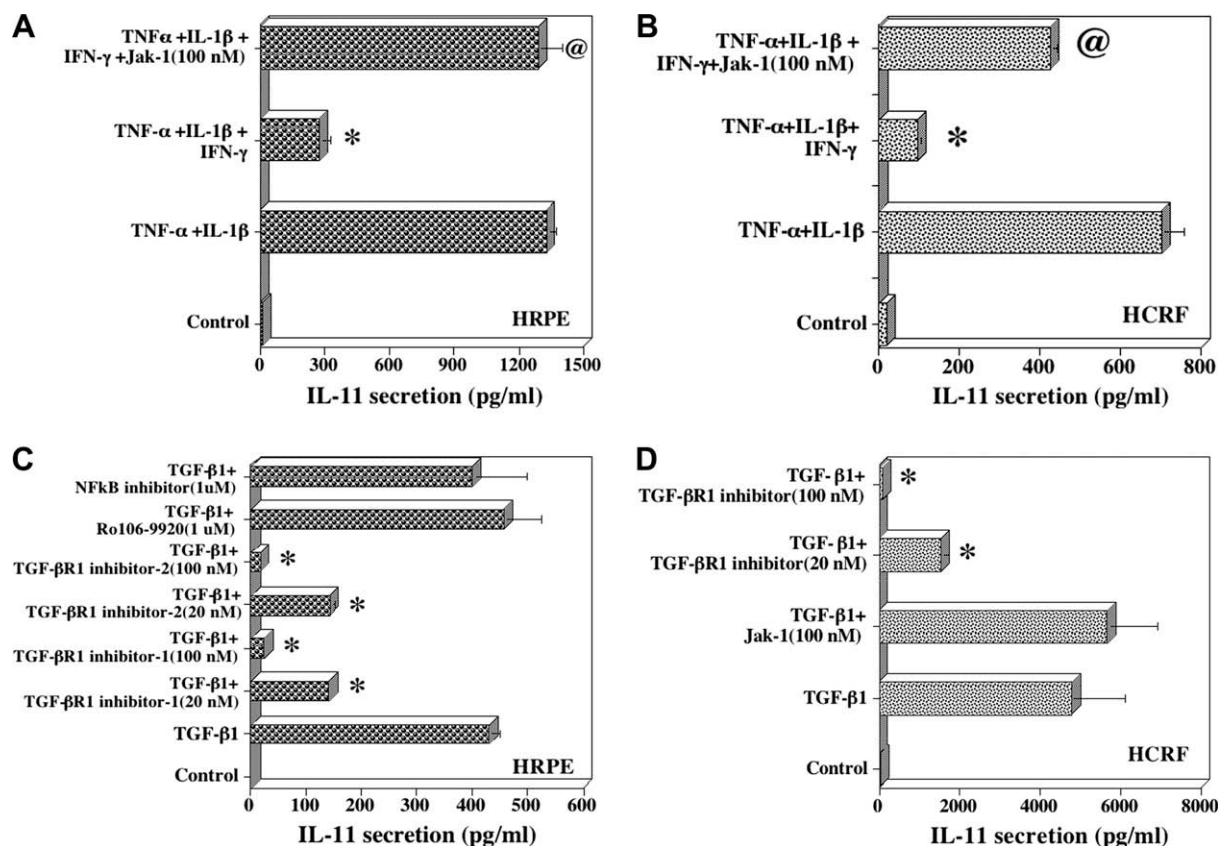 A
TNFα +IL-1β +
IFN-γ +Jak-1(100 nM)
@
TNF-α +IL-1β +
IFN-γ
*
TNF-α +IL-1β
Control
HRPE
0 300 600 900 1200 1500
IL-11 secretion (pg/ml)
B
TNF-α+IL-1β +
IFN-γ+Jak-1(100 nM)
@
TNF-α+IL-1β+
IFN-γ
*
TNF-α+IL-1β
Control
HCRF
0 200 400 600 800
IL-11 secretion (pg/ml)
C
TGF-β1+
NFkB inhibitor(1uM)
TGF-β1+
Ro106-9920(1 uM)
TGF-β1+
TGF-βR1 inhibitor-2(100 nM)
*
TGF-β1+
TGF-βR1 inhibitor-2(20 nM)
*
TGF-β1+
TGF-βR1 inhibitor-1(100 nM)
*
TGF-β1+
TGF-βR1 inhibitor-1(20 nM)
*
TGF-β1
Control
HRPE
0 100 200 300 400 500 600
IL-11 secretion (pg/ml)
D
TGF- β1+
TGF-βR1 inhibitor(100 nM)
*
TGF- β1+
TGF-βR1 inhibitor(20 nM)
*
TGF- β1+
Jak-1(100 nM)
TGF-β1
Control
HCRF
0 2000 4000 6000 8000
IL-11 secretion (pg/ml)